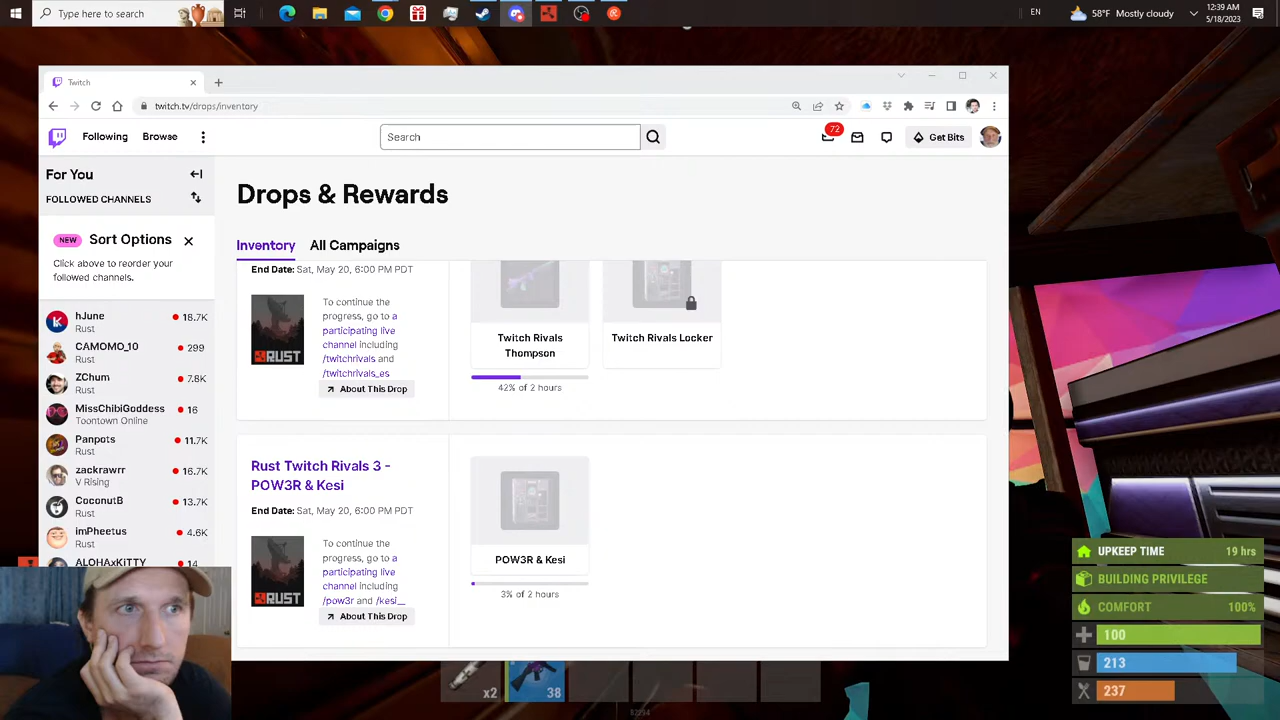 Type here to search
EN
58°F Mostly cloudy
12:39 AM
5/18/2023
Twitch
twitch.tv/drops/inventory
Following
Browse
Search
72
Get Bits
For You
FOLLOWED CHANNELS
NEW Sort Options
Click above to reorder your
followed channels.
hJune 18.7K
Rust
CAMOMO_10 299
Rust
ZChum 7.8K
Rust
MissChibiGoddess 16
Toontown Online
Panpots 11.7K
Rust
zackrawrr 16.7K
V Rising
CoconutB 13.7K
Rust
imPheetus 4.6K
Rust
ALOHAxKiTTY 14
Drops & Rewards
Inventory
All Campaigns
End Date: Sat, May 20, 6:00 PM PDT
RUST
To continue the
progress, go to a
participating live
channel including
/twitchrivals and
/twitchrivals_es
About This Drop
Twitch Rivals
Thompson
42% of 2 hours
Twitch Rivals Locker
Rust Twitch Rivals 3 -
POW3R & Kesi
End Date: Sat, May 20, 6:00 PM PDT
RUST
To continue the
progress, go to a
participating live
channel including
/pow3r and /kesi__
About This Drop
POW3R & Kesi
3% of 2 hours
UPKEEP TIME 19 hrs
BUILDING PRIVILEGE
COMFORT 100%
100
213
237
x2
38